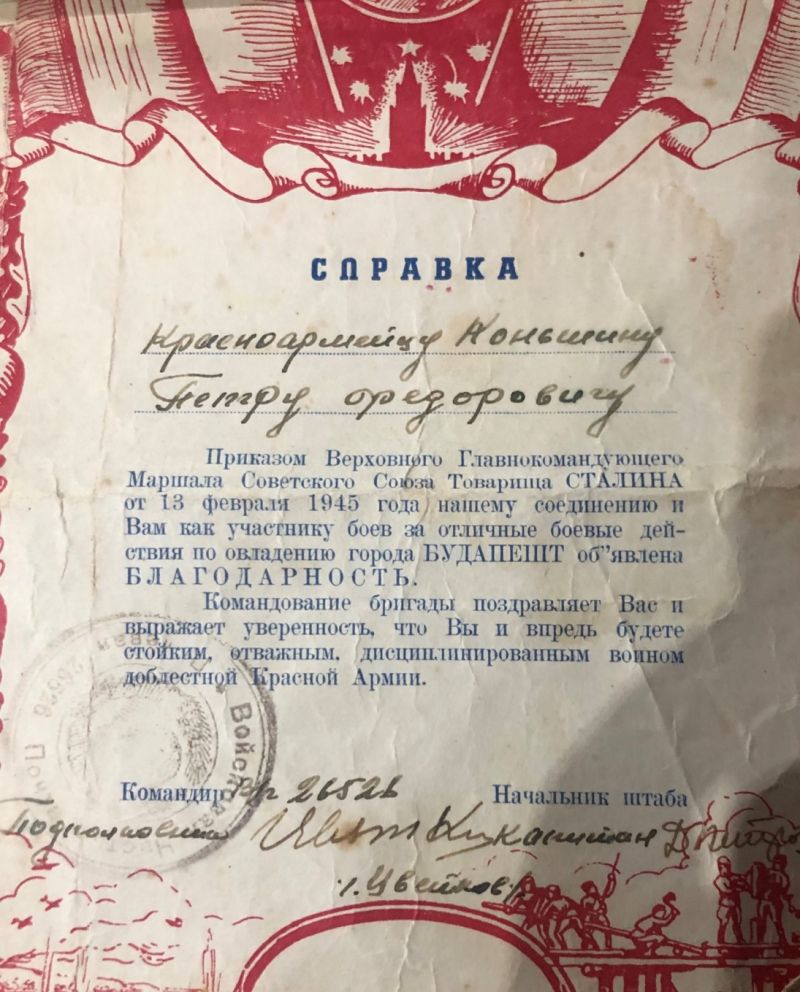 СПРАВКА
Красноармейцу Коньшину
Петру Федоровичу
Приказом Верховного Главнокомандующего
Маршала Советского Союза Товарища СТАЛИНА
от 13 февраля 1945 года нашему соединению и
Вам как участнику боев за отличные боевые дей-
ствия по овладению города БУДАПЕШТ об"явлена
БЛАГОДАРНОСТЬ.
Командование бригады поздравляет Вас и
выражает уверенность, что Вы и впредь будете
стойким, отважным, дисциплинированным воином
доблестной Красной Армии.
Войсковая
Командир Начальник штаба
Подполковник капитан